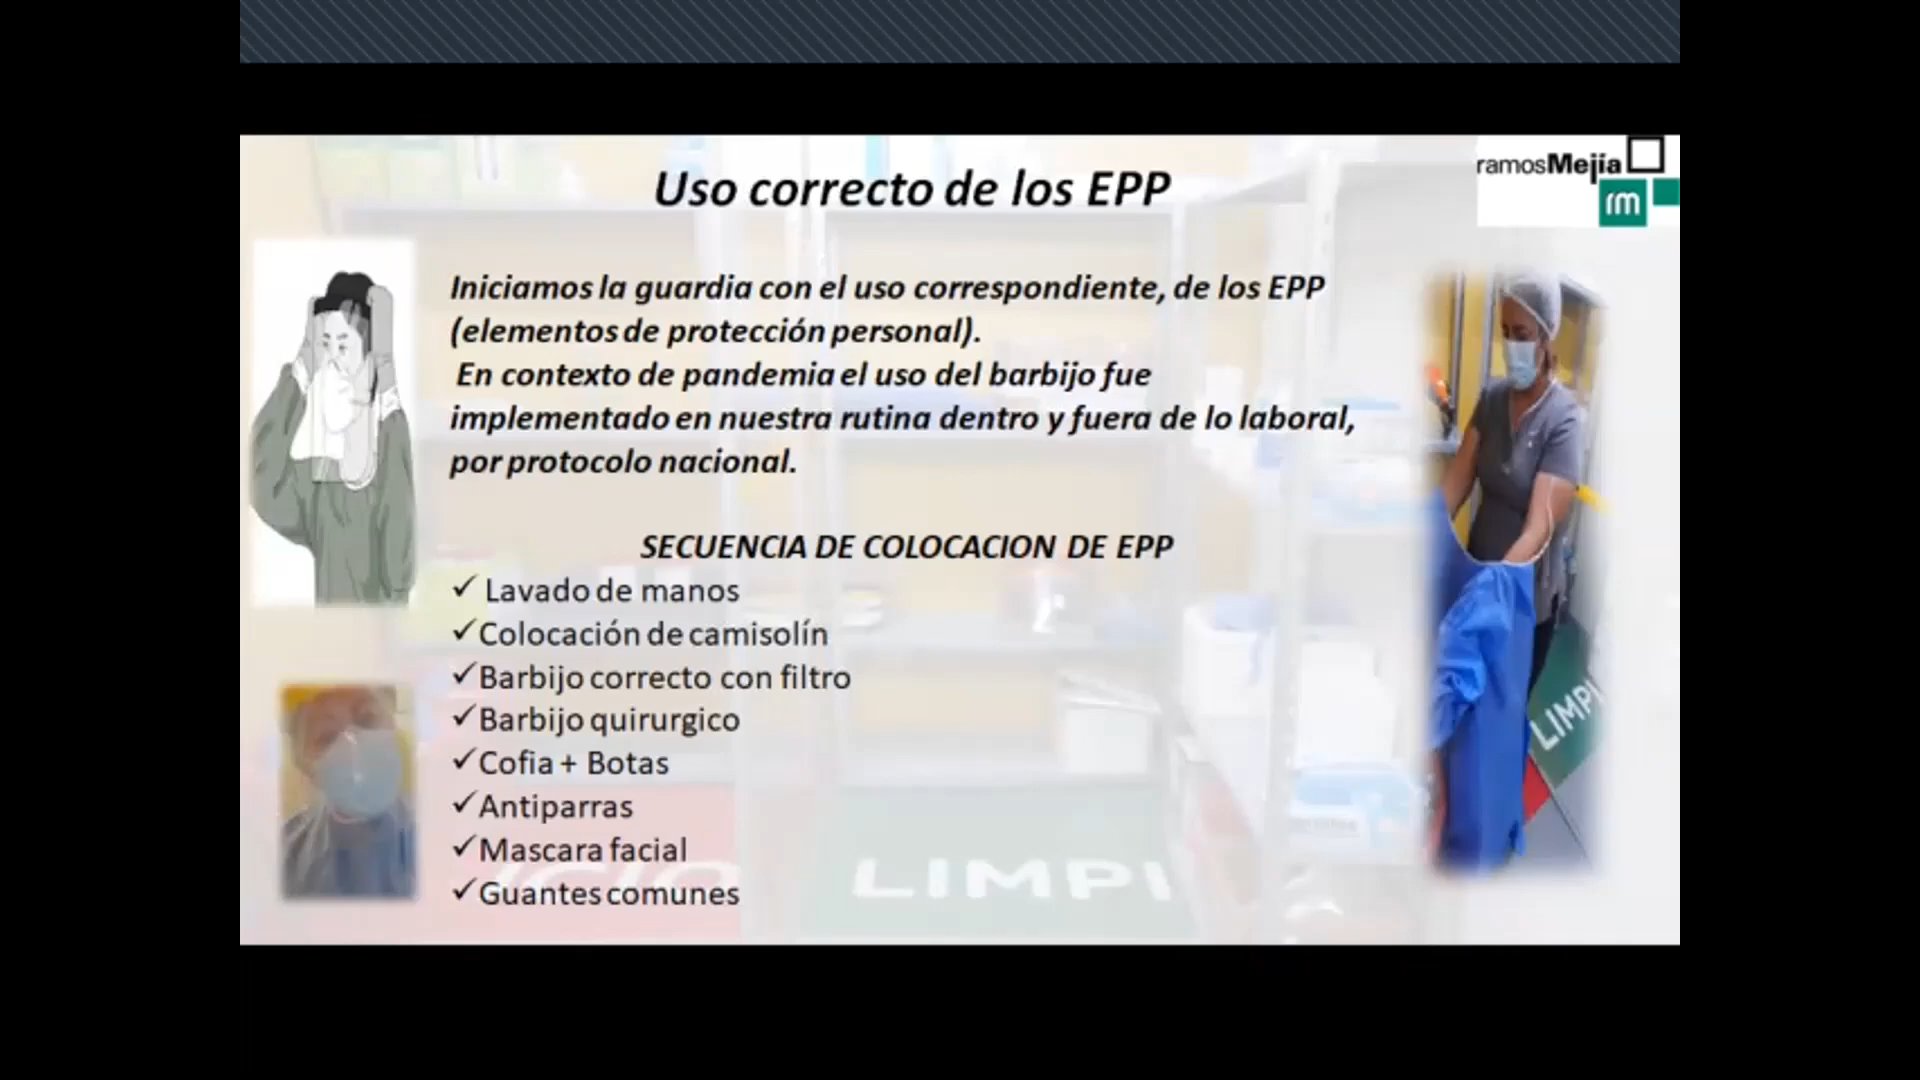 Uso correcto de los EPP
ramosMejía
rm
Iniciamos la guardia con el uso correspondiente, de los EPP
(elementos de protección personal).
En contexto de pandemia el uso del barbijo fue
implementado en nuestra rutina dentro y fuera de lo laboral,
por protocolo nacional.
SECUENCIA DE COLOCACION DE EPP
✓ Lavado de manos
✓ Colocación de camisolín
✓ Barbijo correcto con filtro
✓ Barbijo quirurgico
✓ Cofia + Botas
✓ Antiparras
✓ Mascara facial
✓ Guantes comunes
LIMPI
LIMPI